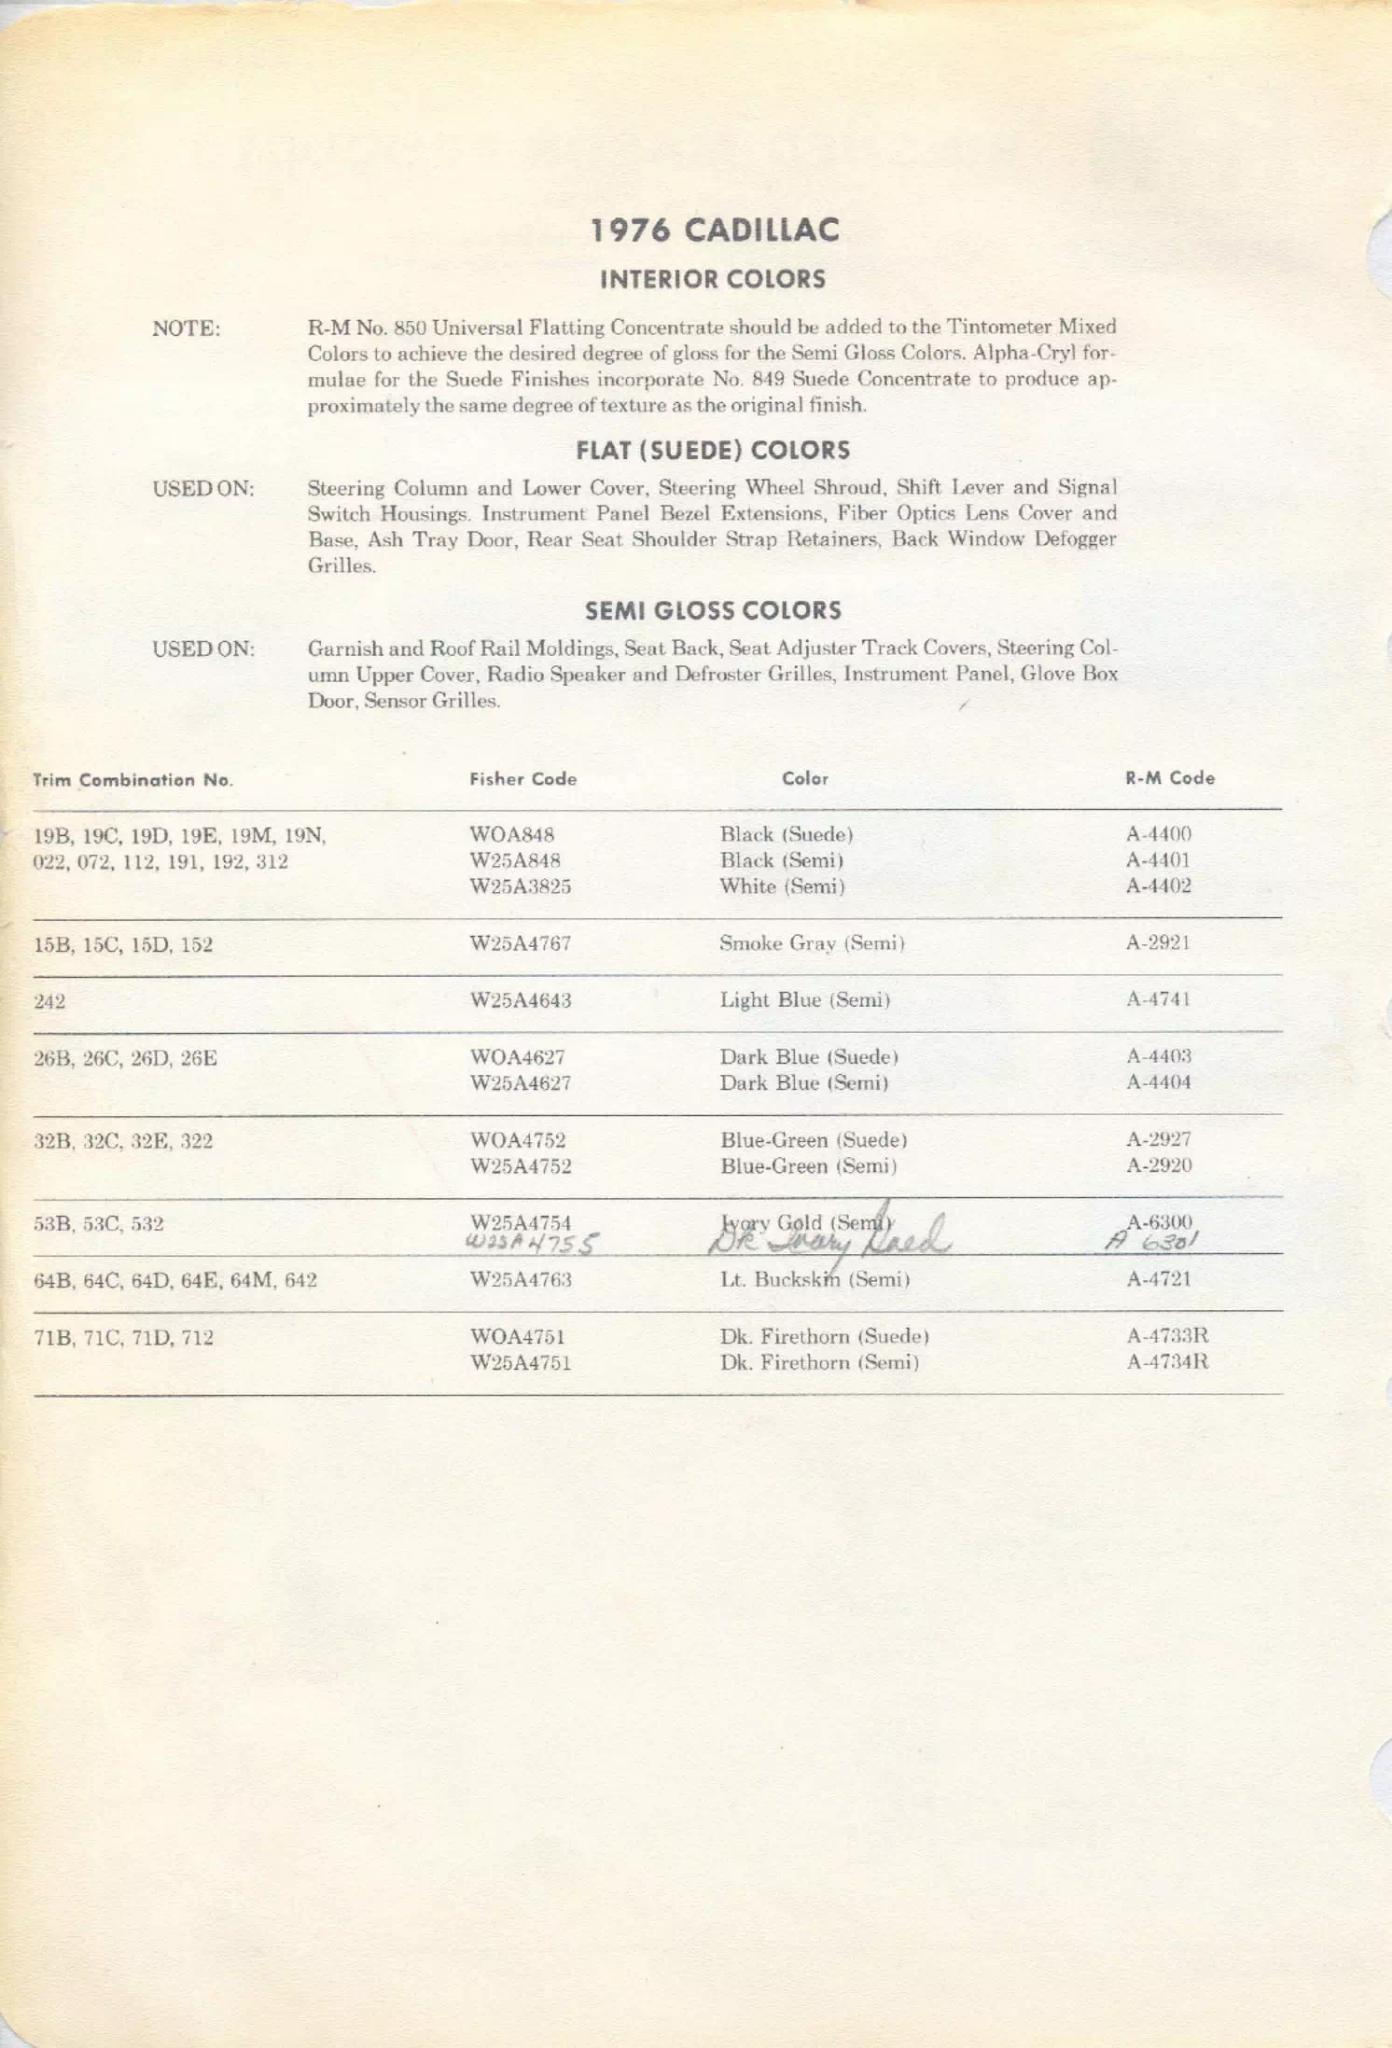 1976 CADILLAC
INTERIOR COLORS
NOTE: R-M No. 850 Universal Flatting Concentrate should be added to the Tintometer Mixed
Colors to achieve the desired degree of gloss for the Semi Gloss Colors. Alpha-Cryl for-
mulae for the Suede Finishes incorporate No. 849 Suede Concentrate to produce ap-
proximately the same degree of texture as the original finish.
FLAT (SUEDE) COLORS
USED ON: Steering Column and Lower Cover, Steering Wheel Shroud, Shift Lever and Signal
Switch Housings. Instrument Panel Bezel Extensions, Fiber Optics Lens Cover and
Base, Ash Tray Door, Rear Seat Shoulder Strap Retainers, Back Window Defogger
Grilles.
SEMI GLOSS COLORS
USED ON: Garnish and Roof Rail Moldings, Seat Back, Seat Adjuster Track Covers, Steering Col-
umn Upper Cover, Radio Speaker and Defroster Grilles, Instrument Panel, Glove Box
Door, Sensor Grilles.
Trim Combination No. Fisher Code Color R-M Code
19B, 19C, 19D, 19E, 19M, 19N, WOA848 Black (Suede) A-4400
022, 072, 112, 191, 192, 312 W25A848 Black (Semi) A-4401
W25A3825 White (Semi) A-4402
15B, 15C, 15D, 152 W25A4767 Smoke Gray (Semi) A-2921
242 W25A4643 Light Blue (Semi) A-4741
26B, 26C, 26D, 26E WOA4627 Dark Blue (Suede) A-4403
W25A4627 Dark Blue (Semi) A-4404
32B, 32C, 32E, 322 WOA4752 Blue-Green (Suede) A-2927
W25A4752 Blue-Green (Semi) A-2920
53B, 53C, 532 W25A4754 Ivory Gold (Semi) A-6300
W25A4755 Dk Ivory Gold A 6301
64B, 64C, 64D, 64E, 64M, 642 W25A4763 Lt. Buckskin (Semi) A-4721
71B, 71C, 71D, 712 WOA4751 Dk. Firethorn (Suede) A-4733R
W25A4751 Dk. Firethorn (Semi) A-4734R